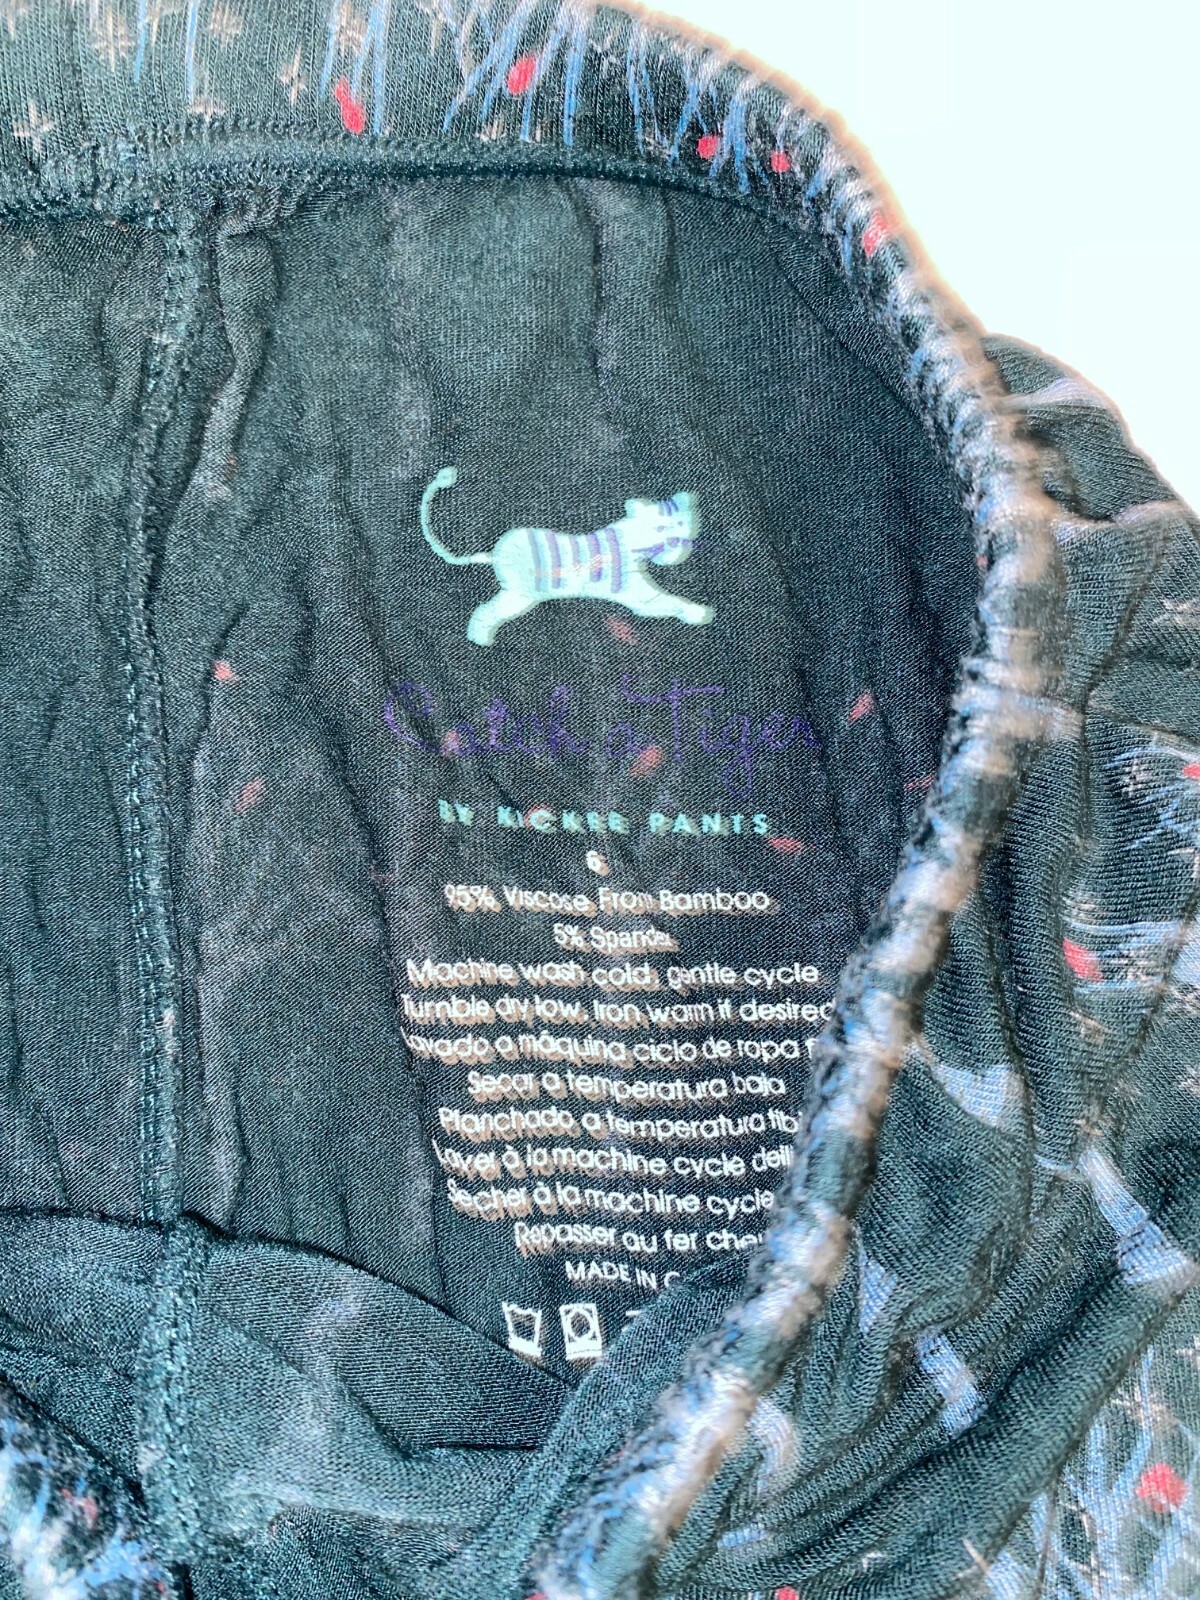 Catch a Tiger
BY KICKEE PANTS
6
95% Viscose From Bamboo
5% Spandex
Machine wash cold, gentle cycle
Tumble dry low, Iron warm if desired
Lavado a máquina ciclo de ropa
Secar a temperatura baja
Planchado a temperatura
Laver à la machine cycle
Sécher à la machine cycle
Repasser au fer
MADE IN